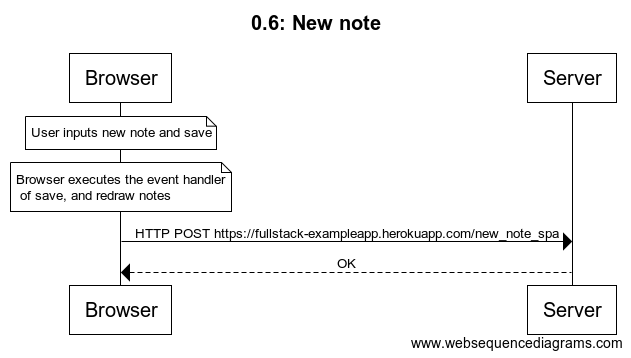 0.6: New note
Browser
Server
User inputs new note and save
Browser executes the event handler
of save, and redraw notes
HTTP POST https://fullstack-exampleapp.herokuapp.com/new_note_spa
OK
Browser
Server
www.websequencediagrams.com